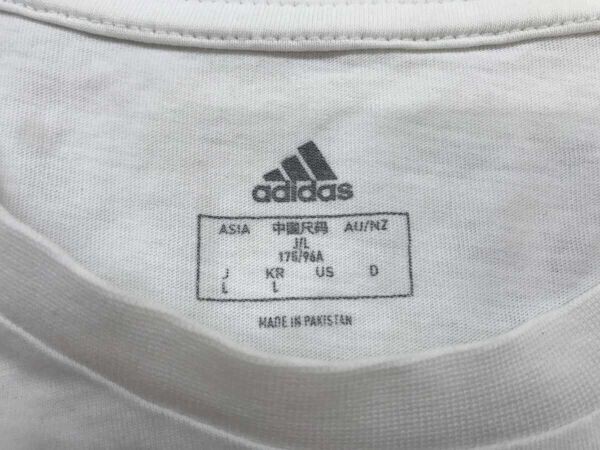 adidas
ASIA 中国尺码 AU/NZ
J/L
175/96A
J KR US D
L L
MADE IN PAKISTAN